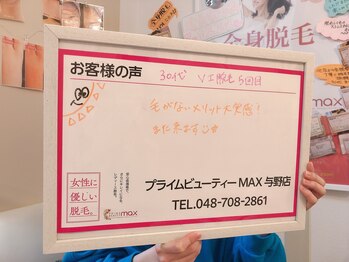 全身脱毛
max
お客様の声
30代 VI脱毛5回目
毛がないメリット大実感!
また来ます
女性に
優しい
脱毛。
max
プライムビューティーMAX 与野店
TEL.048-708-2861